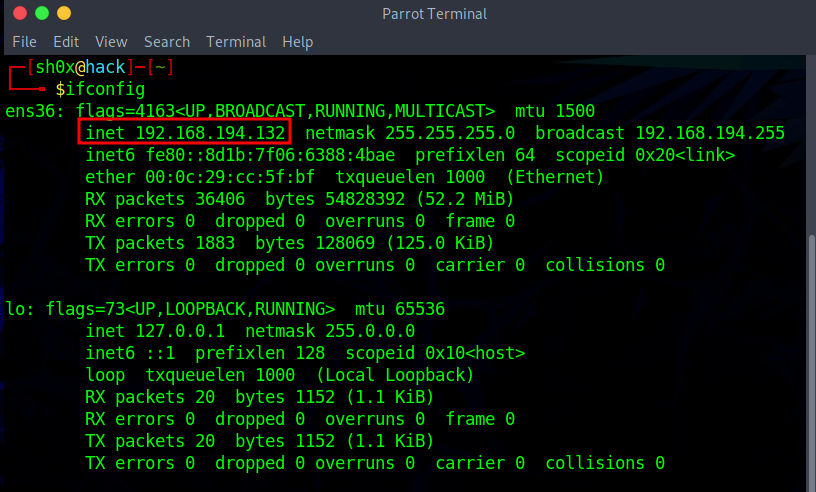 Parrot Terminal
File Edit View Search Terminal Help
┌─[sh0x@hack]─[~]
└──╼ $ifconfig
ens36: flags=4163<UP,BROADCAST,RUNNING,MULTICAST>  mtu 1500
        inet 192.168.194.132  netmask 255.255.255.0  broadcast 192.168.194.255
        inet6 fe80::8d1b:7f06:6388:4bae  prefixlen 64  scopeid 0x20<link>
        ether 00:0c:29:cc:5f:bf  txqueuelen 1000  (Ethernet)
        RX packets 36406  bytes 54828392 (52.2 MiB)
        RX errors 0  dropped 0  overruns 0  frame 0
        TX packets 1883  bytes 128069 (125.0 KiB)
        TX errors 0  dropped 0 overruns 0  carrier 0  collisions 0

lo: flags=73<UP,LOOPBACK,RUNNING>  mtu 65536
        inet 127.0.0.1  netmask 255.0.0.0
        inet6 ::1  prefixlen 128  scopeid 0x10<host>
        loop  txqueuelen 1000  (Local Loopback)
        RX packets 20  bytes 1152 (1.1 KiB)
        RX errors 0  dropped 0  overruns 0  frame 0
        TX packets 20  bytes 1152 (1.1 KiB)
        TX errors 0  dropped 0 overruns 0  carrier 0  collisions 0